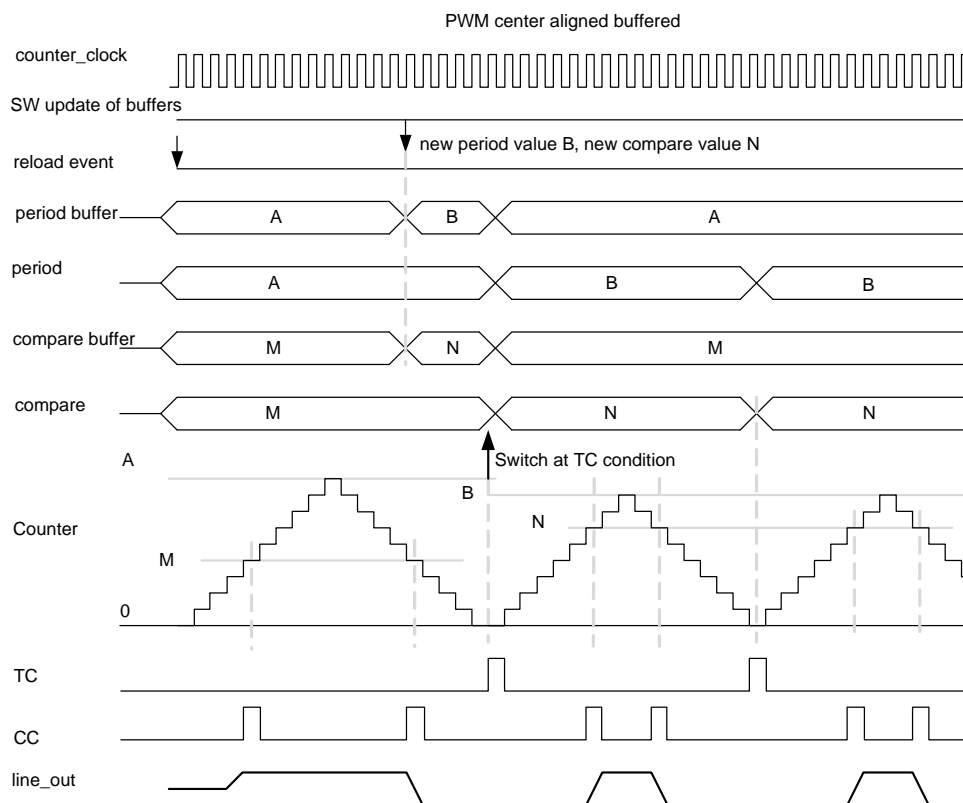 PWM center aligned buffered
counter_clock
SW update of buffers
new period value B, new compare value N
reload event
period buffer
A
B
A
period
A
B
B
compare buffer
M
N
M
compare
M
N
N
A
Switch at TC condition
B
Counter
N
M
0
TC
CC
line_out